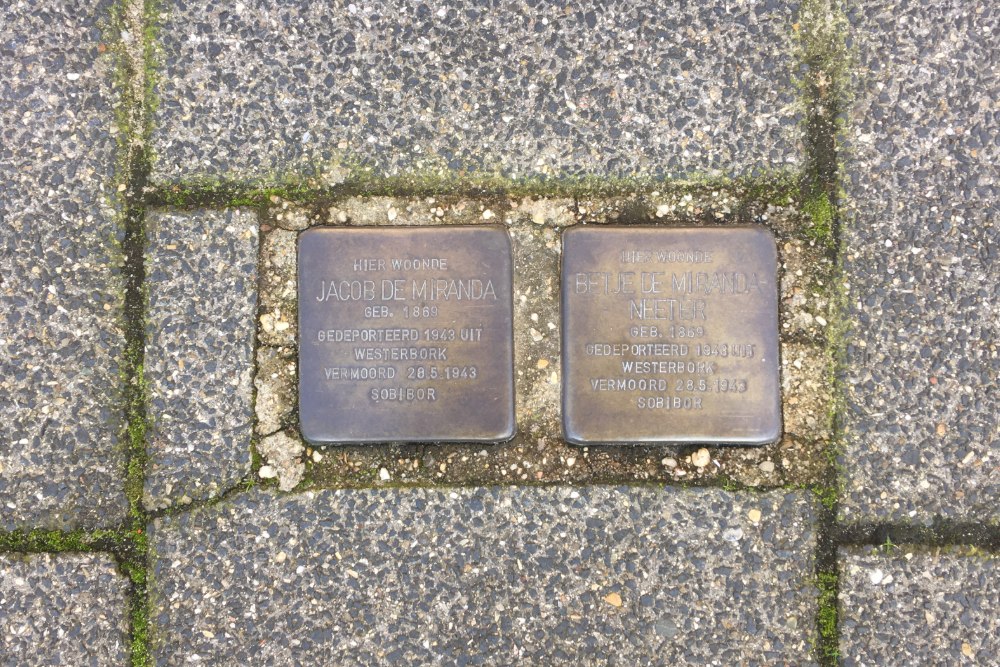 HIER WOONDE
JACOB DE MIRANDA
GEB. 1869
GEDEPORTEERD 1943 UIT
WESTERBORK
VERMOORD 28.5.1943
SOBIBOR
HIER WOONDE
BETJE DE MIRANDA-
NEETER
GEB. 1869
GEDEPORTEERD 1943 UIT
WESTERBORK
VERMOORD 28.5.1943
SOBIBOR